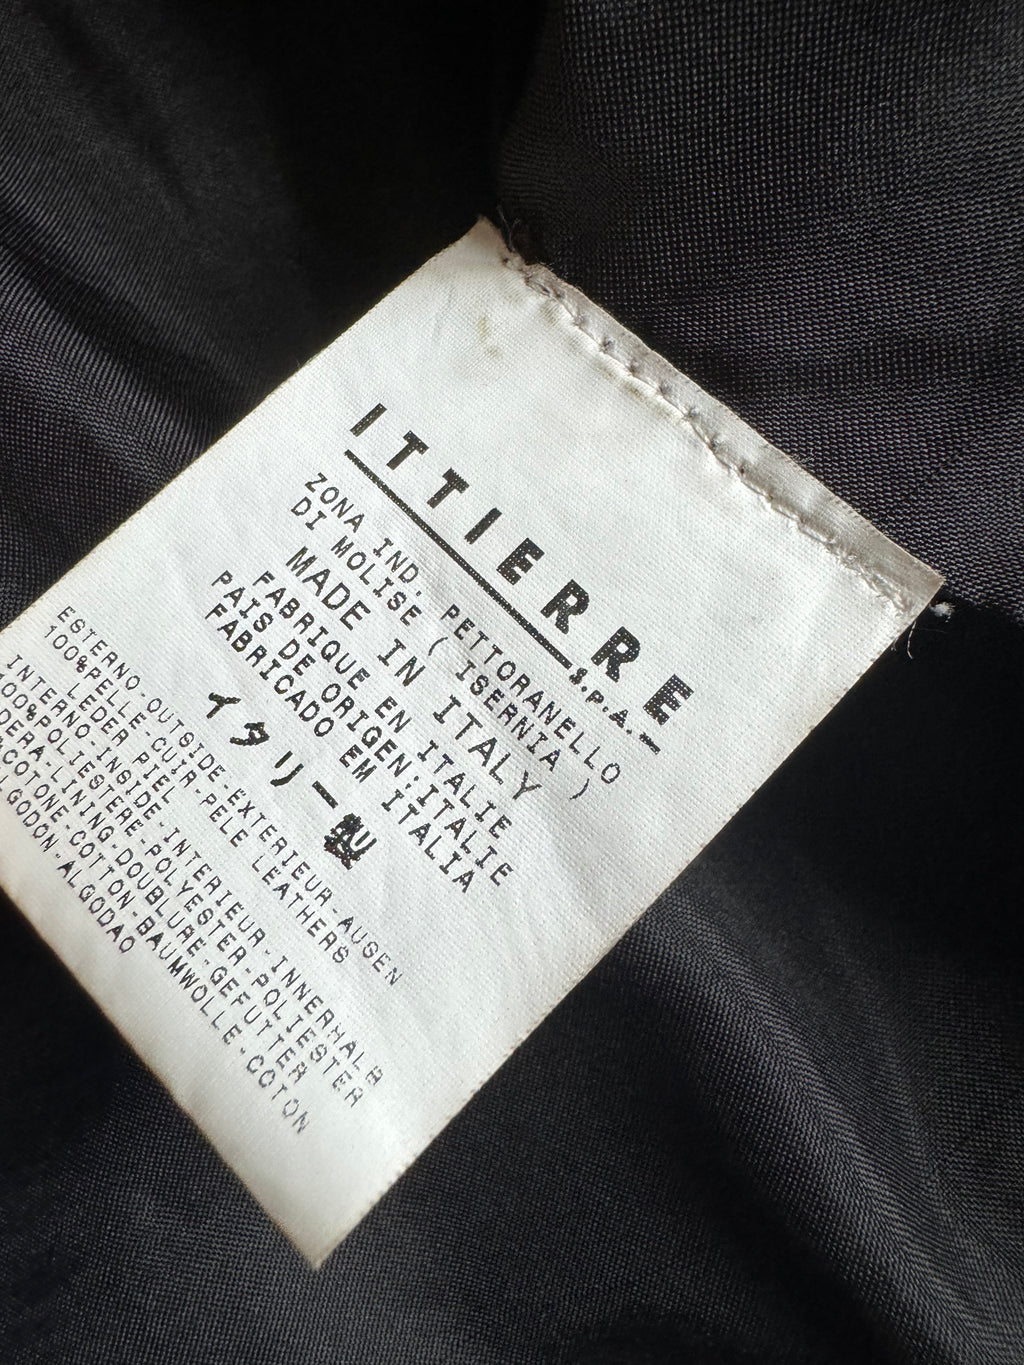 ITTIERRE S.P.A.
ZONA IND. PETTORANELLO
DI MOLISE ( ISERNIA )
MADE IN ITALY
FABRIQUE EN ITALIE
PAIS DE ORIGEN:ITALIE
FABRICADO EM ITALIA
イタリー製
ESTERNO-OUTSIDE-EXTERIEUR-AUSEN
100%PELLE-CUIR-PELE LEATHERS
LEDER PIEL
INTERNO-INSIDE-INTERIEUR-INNERHALB
100%POLIESTERE-POLYESTER-POLIESTER
LINING-DOUBLURE-GEFUTTER
COTONE-COTTON-BAUMWOLLE-COTON
GODON-ALGODAO